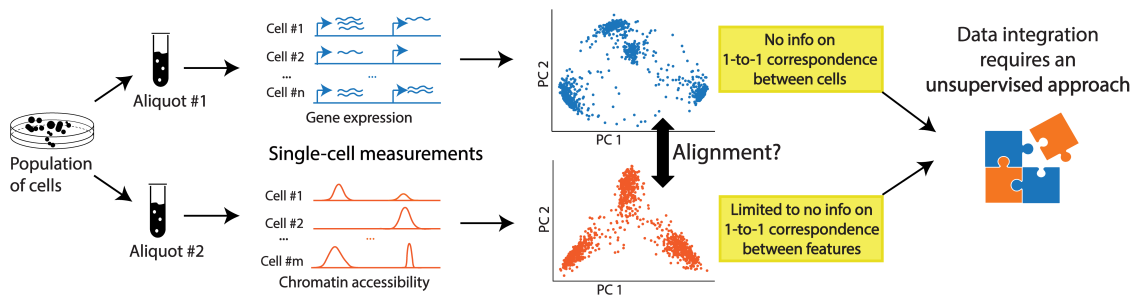 Population
of cells
Aliquot #1
Aliquot #2
Cell #1
Cell #2
...
...
Cell #n
Gene expression
Single-cell measurements
Cell #1
Cell #2
...
...
Cell #m
Chromatin accessibility
PC 2
PC 1
Alignment?
PC 2
PC 1
No info on
1-to-1 correspondence
between cells
Limited to no info on
1-to-1 correspondence
between features
Data integration
requires an
unsupervised approach